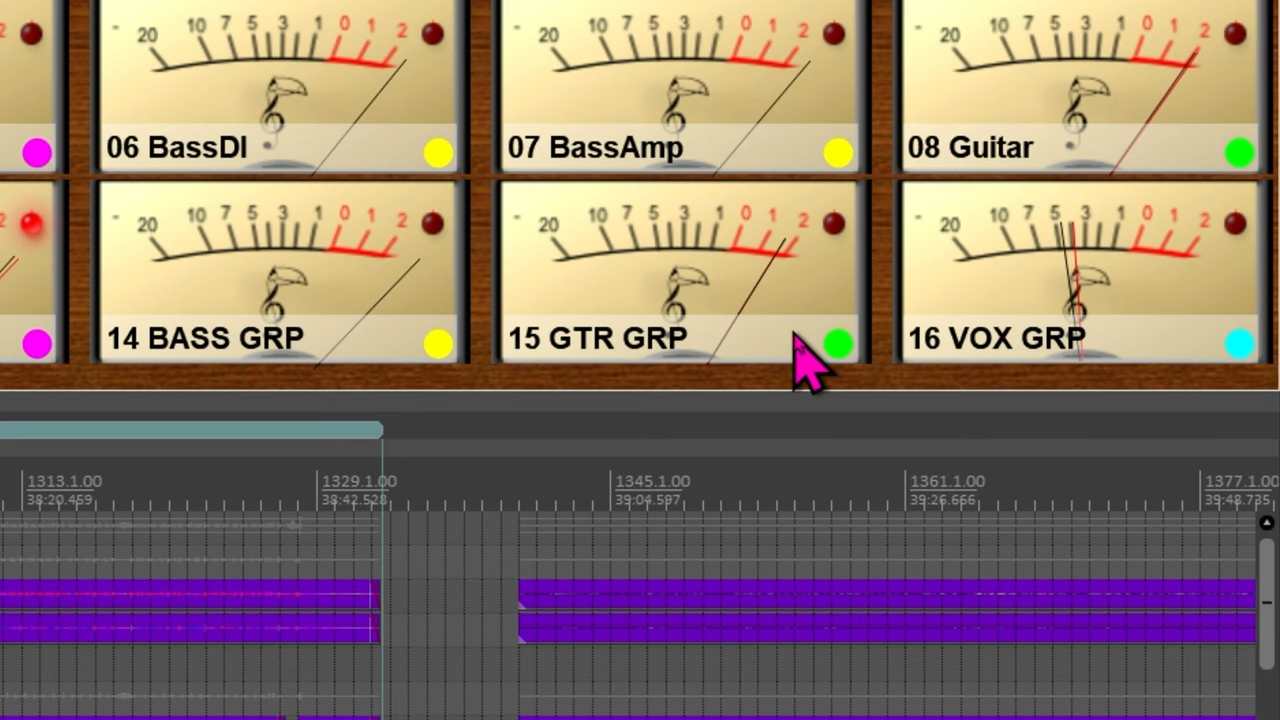 2
- 20 10 7 5 3 1 0 1 2
- 20 10 7 5 3 1 0 1 2
- 20 10 7 5 3 1 0 1 2
06 BassDI
07 BassAmp
08 Guitar
2
- 20 10 7 5 3 1 0 1 2
- 20 10 7 5 3 1 0 1 2
- 20 10 7 5 3 1 0 1 2
14 BASS GRP
15 GTR GRP
16 VOX GRP
1313.1.00
38:20.459
1329.1.00
38:42.528
1345.1.00
39:04.597
1361.1.00
39:26.666
1377.1.00
39:48.735